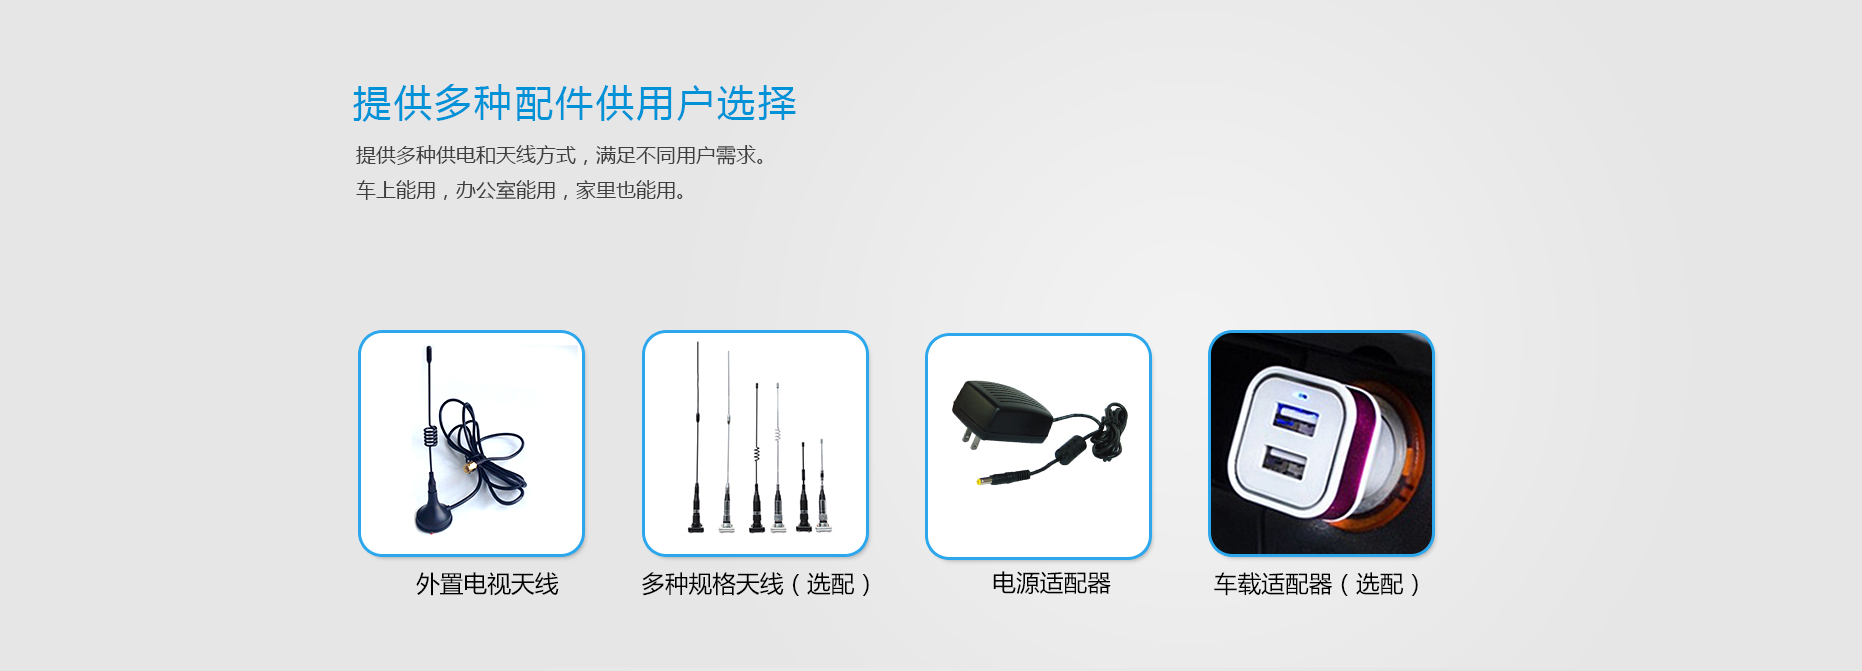 提供多种配件供用户选择
提供多种供电和天线方式，满足不同用户需求。
车上能用，办公室能用，家里也能用。
外置电视天线
多种规格天线（选配）
电源适配器
车载适配器（选配）